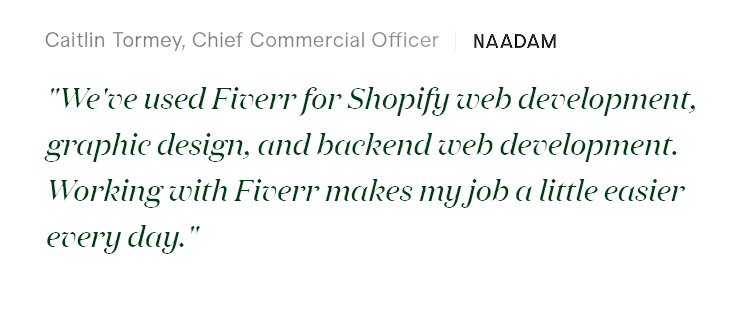 Caitlin Tormey, Chief Commercial Officer | NAADAM
"We've used Fiverr for Shopify web development,
graphic design, and backend web development.
Working with Fiverr makes my job a little easier
every day."